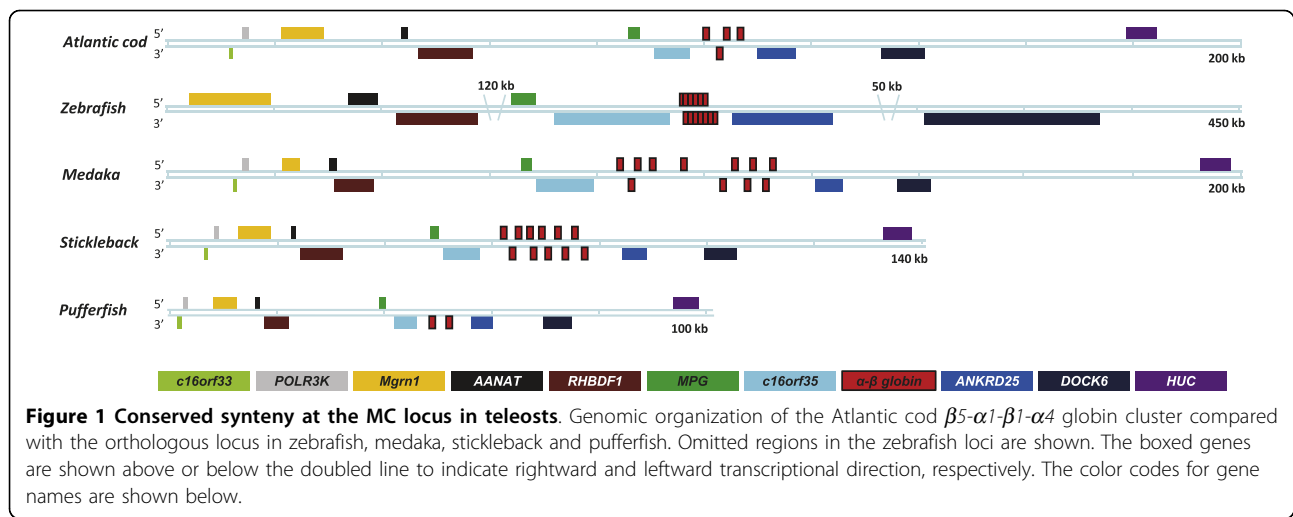 Atlantic cod
5’
3’
200 kb
Zebrafish
5’
3’
120 kb
50 kb
450 kb
Medaka
5’
3’
200 kb
Stickleback
5’
3’
140 kb
Pufferfish
5’
3’
100 kb
c16orf33 POLR3K Mgrn1 AANAT RHBDF1 MPG c16orf35 α-β globin ANKRD25 DOCK6 HUC
Figure 1 Conserved synteny at the MC locus in teleosts. Genomic organization of the Atlantic cod β5-α1-β1-α4 globin cluster compared
with the orthologous locus in zebrafish, medaka, stickleback and pufferfish. Omitted regions in the zebrafish loci are shown. The boxed genes
are shown above or below the doubled line to indicate rightward and leftward transcriptional direction, respectively. The color codes for gene
names are shown below.